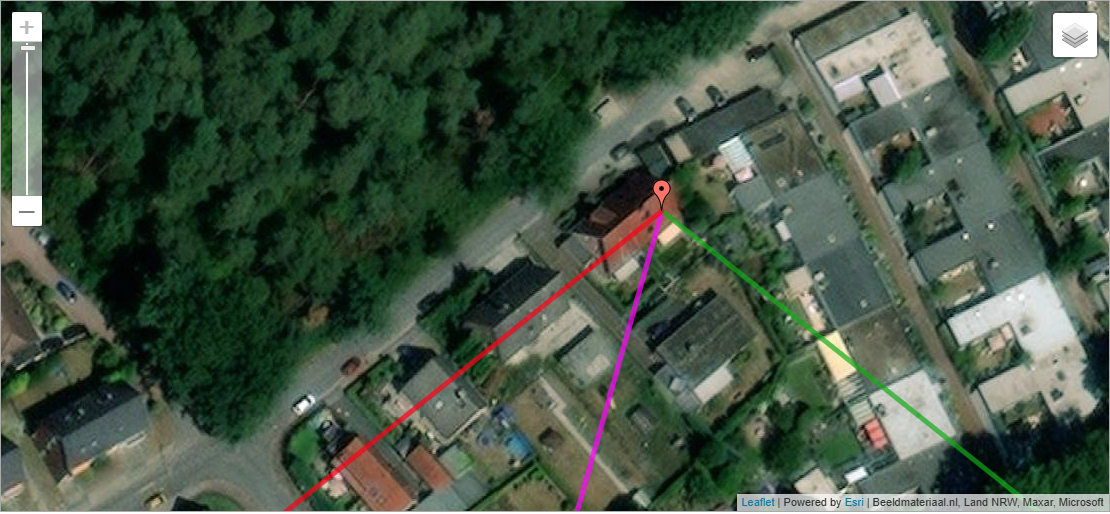 +
−
Leaflet | Powered by Esri | Beeldmateriaal.nl, Land NRW, Maxar, Microsoft